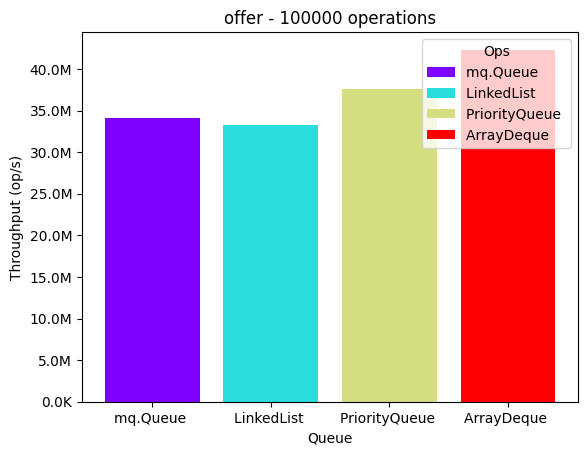 offer - 100000 operations
Ops
mq.Queue
LinkedList
PriorityQueue
ArrayDeque
40.0M
35.0M
30.0M
25.0M
20.0M
15.0M
10.0M
5.0M
0.0K
Throughput (op/s)
mq.Queue LinkedList PriorityQueue ArrayDeque
Queue